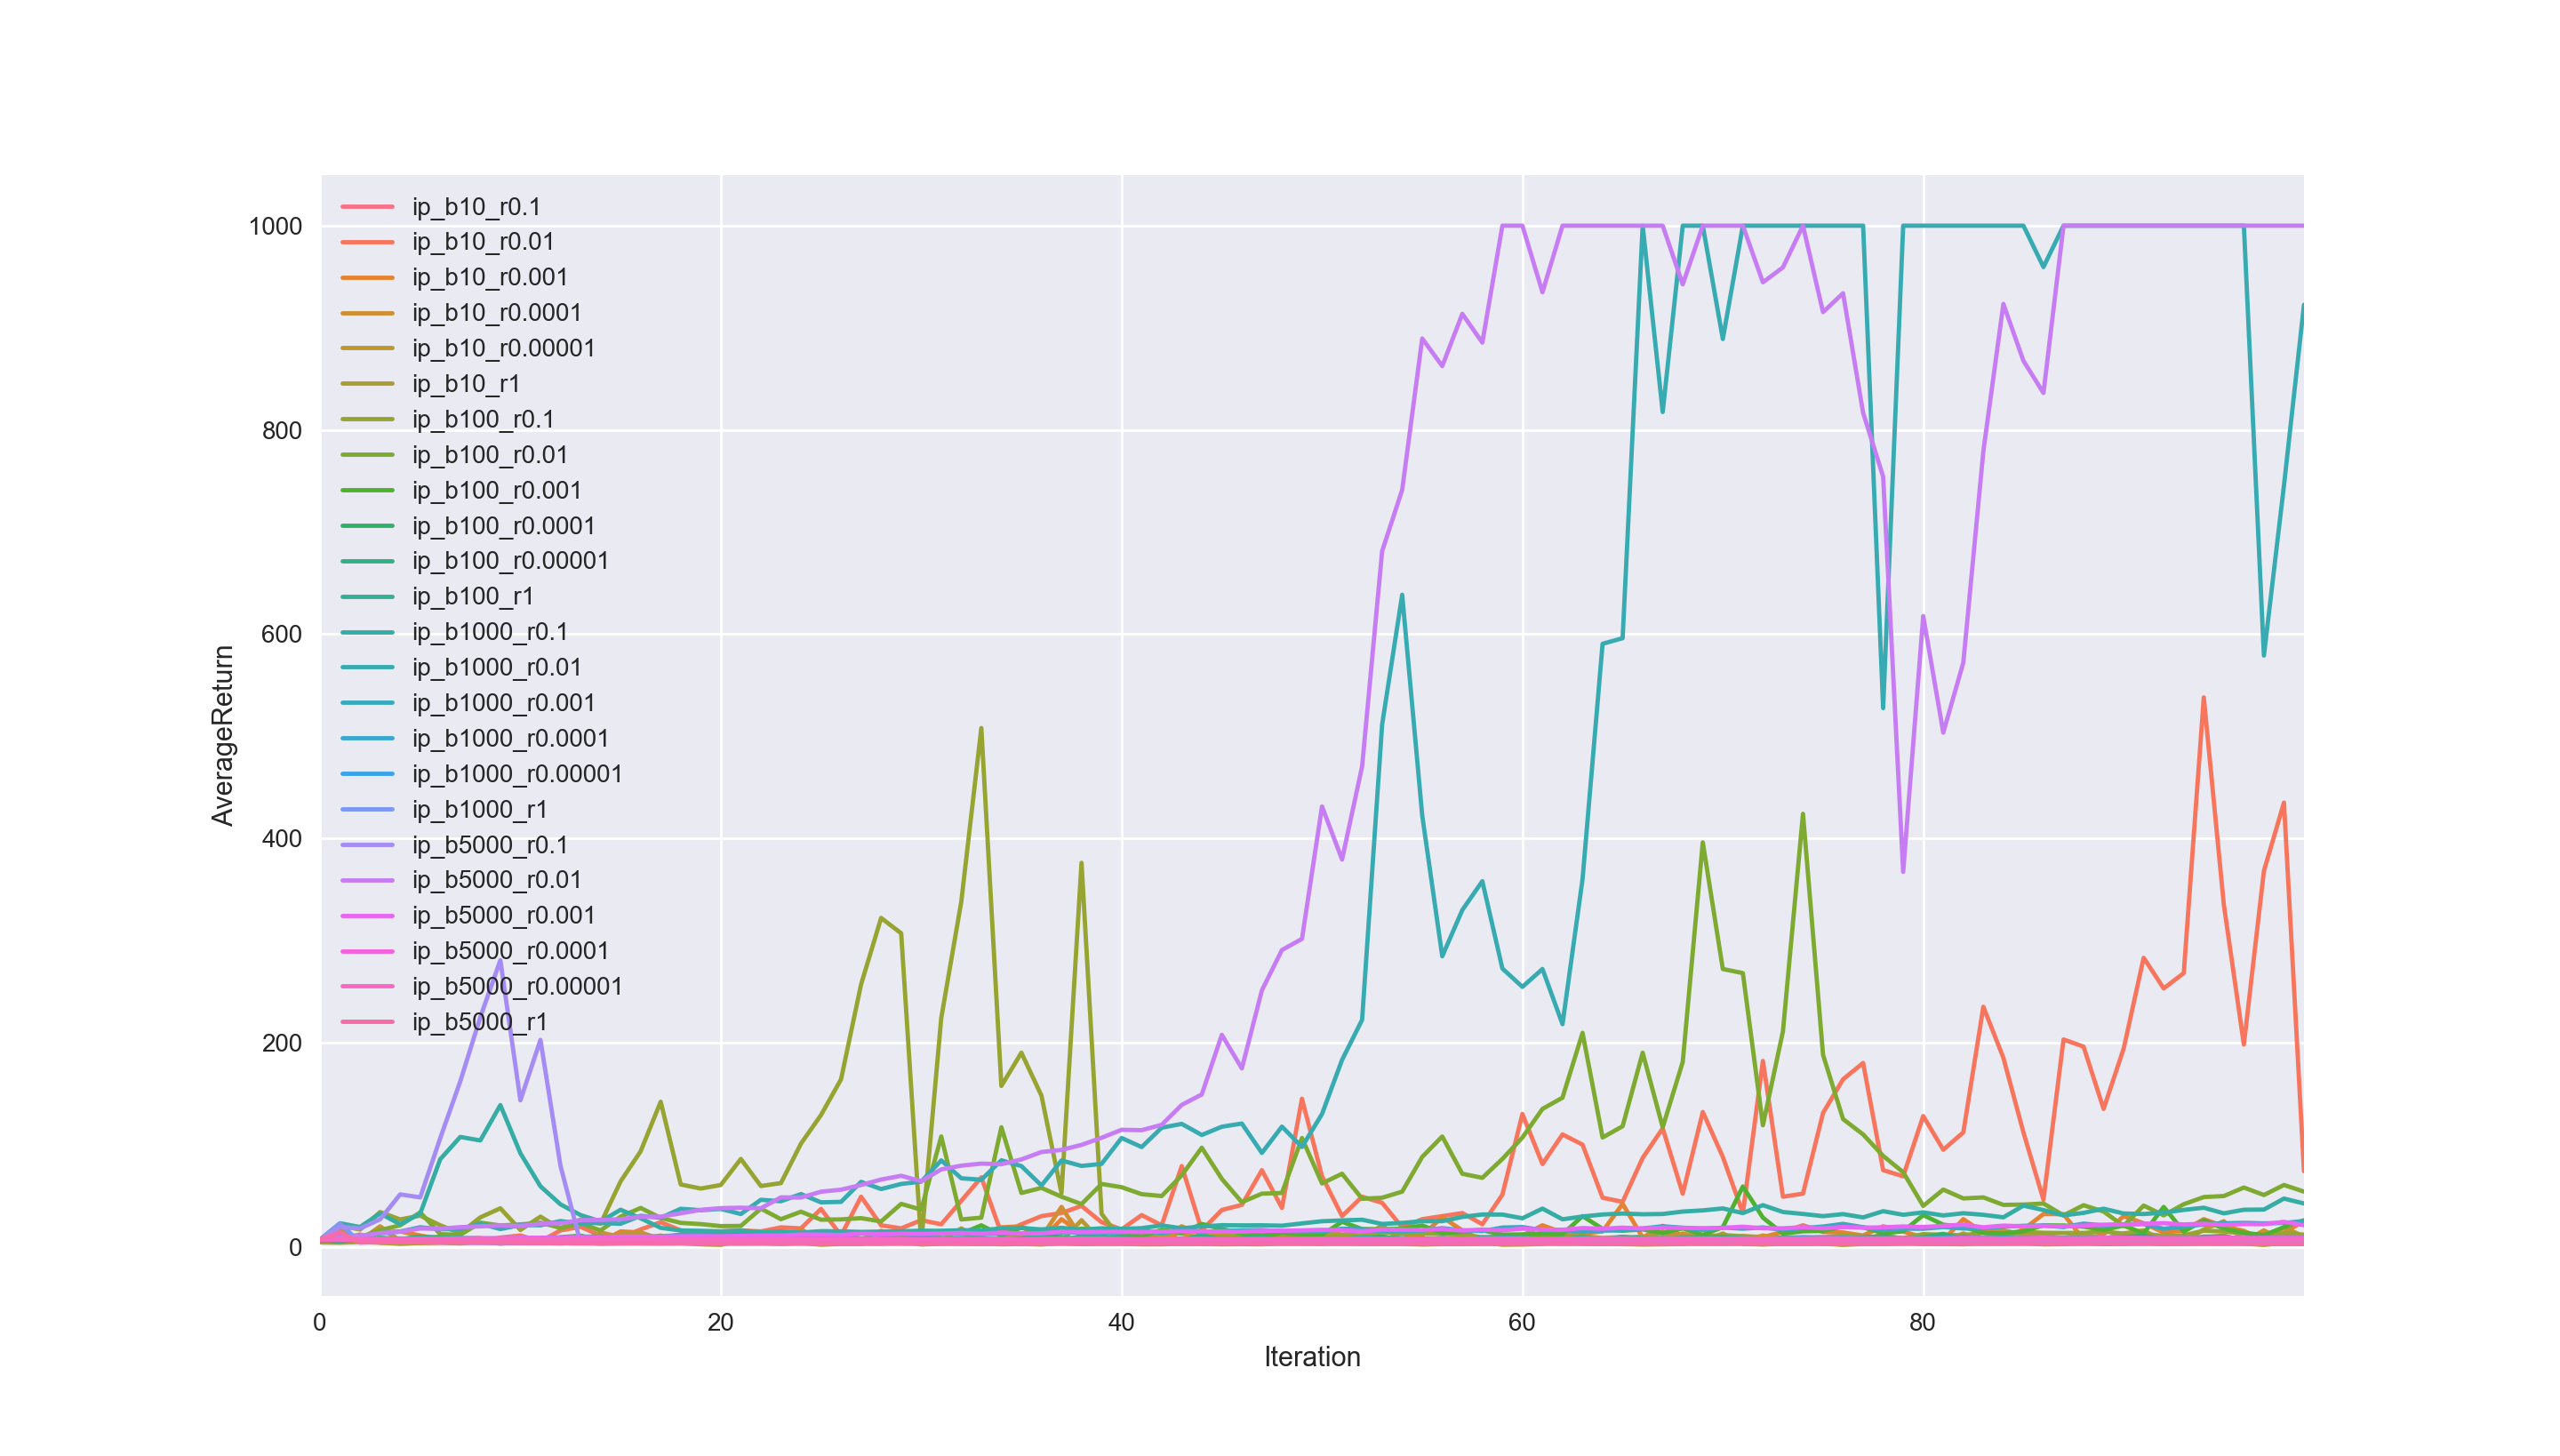 ip_b10_r0.1
ip_b10_r0.01
ip_b10_r0.001
ip_b10_r0.0001
ip_b10_r0.00001
ip_b10_r1
ip_b100_r0.1
ip_b100_r0.01
ip_b100_r0.001
ip_b100_r0.0001
ip_b100_r0.00001
ip_b100_r1
ip_b1000_r0.1
ip_b1000_r0.01
ip_b1000_r0.001
ip_b1000_r0.0001
ip_b1000_r0.00001
ip_b1000_r1
ip_b5000_r0.1
ip_b5000_r0.01
ip_b5000_r0.001
ip_b5000_r0.0001
ip_b5000_r0.00001
ip_b5000_r1
1000
800
600
400
200
0
AverageReturn
0 20 40 60 80
Iteration